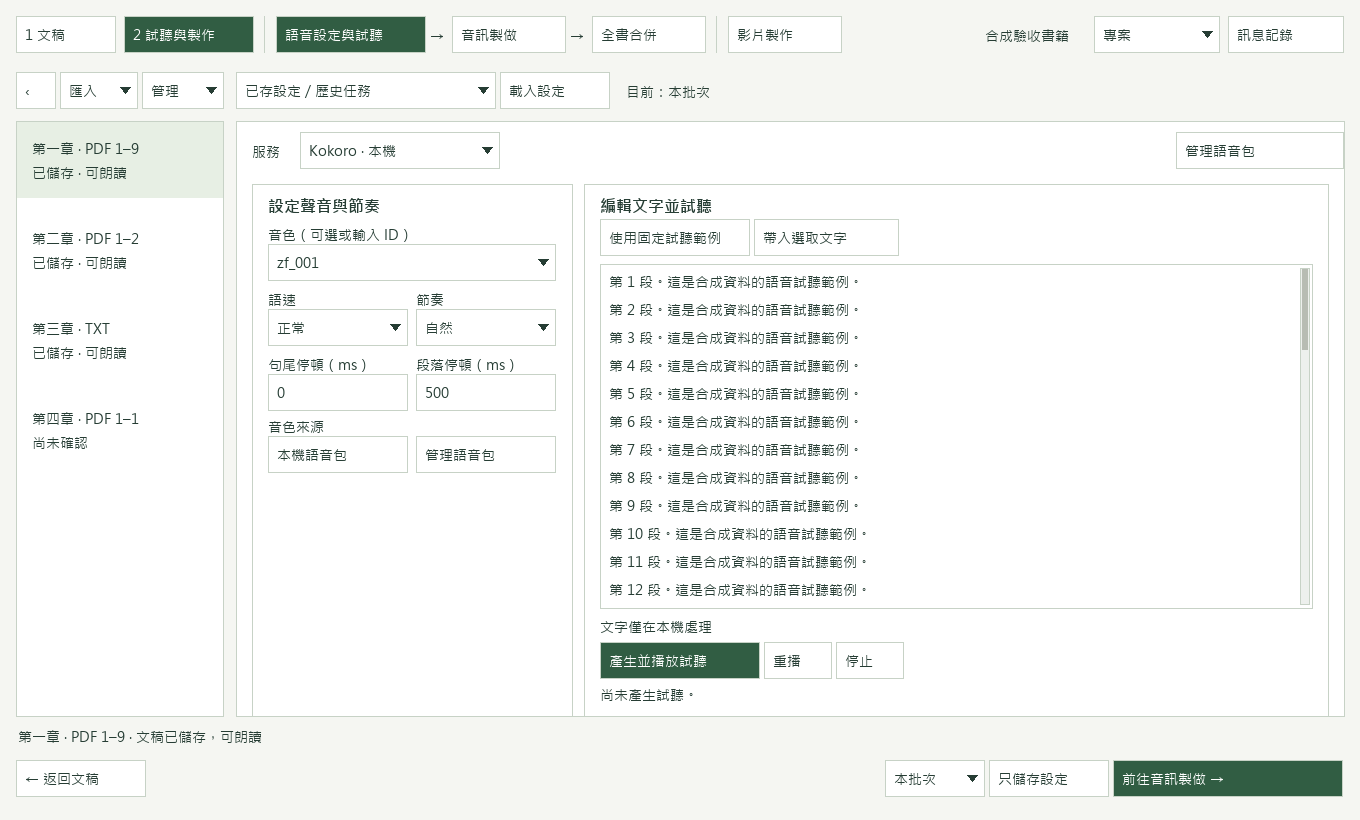 1 文稿
2 試聽與製作
語音設定與試聽
→
音訊製做
→
全書合併
影片製作
合成驗收書籍
專案
訊息記錄
‹
匯入
管理
已存設定 / 歷史任務
載入設定
目前：本批次
第一章 · PDF 1–9
已儲存 · 可朗讀
第二章 · PDF 1–2
已儲存 · 可朗讀
第三章 · TXT
已儲存 · 可朗讀
第四章 · PDF 1–1
尚未確認
服務
Kokoro · 本機
管理語音包
設定聲音與節奏
音色（可選或輸入 ID）
zf_001
語速
節奏
正常
自然
句尾停頓（ms）
段落停頓（ms）
0
500
音色來源
本機語音包
管理語音包
編輯文字並試聽
使用固定試聽範例
帶入選取文字
第 1 段。這是合成資料的語音試聽範例。
第 2 段。這是合成資料的語音試聽範例。
第 3 段。這是合成資料的語音試聽範例。
第 4 段。這是合成資料的語音試聽範例。
第 5 段。這是合成資料的語音試聽範例。
第 6 段。這是合成資料的語音試聽範例。
第 7 段。這是合成資料的語音試聽範例。
第 8 段。這是合成資料的語音試聽範例。
第 9 段。這是合成資料的語音試聽範例。
第 10 段。這是合成資料的語音試聽範例。
第 11 段。這是合成資料的語音試聽範例。
第 12 段。這是合成資料的語音試聽範例。
文字僅在本機處理
產生並播放試聽
重播
停止
尚未產生試聽。
第一章 · PDF 1–9 · 文稿已儲存，可朗讀
← 返回文稿
本批次
只儲存設定
前往音訊製做 →